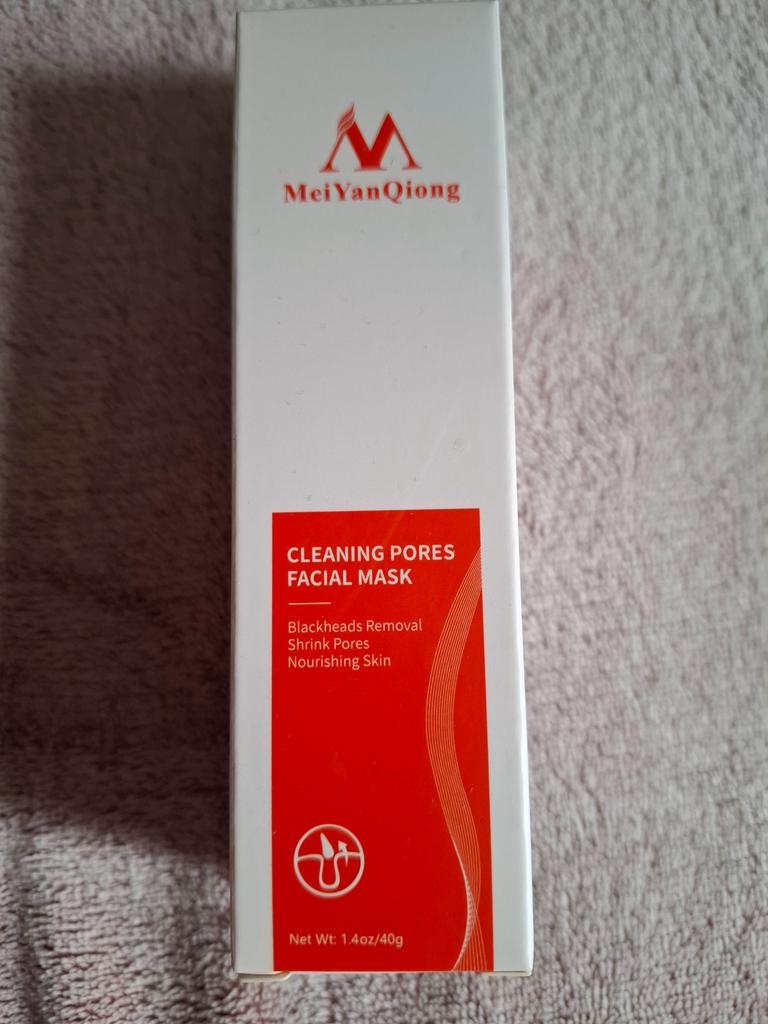 MeiYanQiong
CLEANING PORES
FACIAL MASK
Blackheads Removal
Shrink Pores
Nourishing Skin
Net Wt: 1.4oz/40g